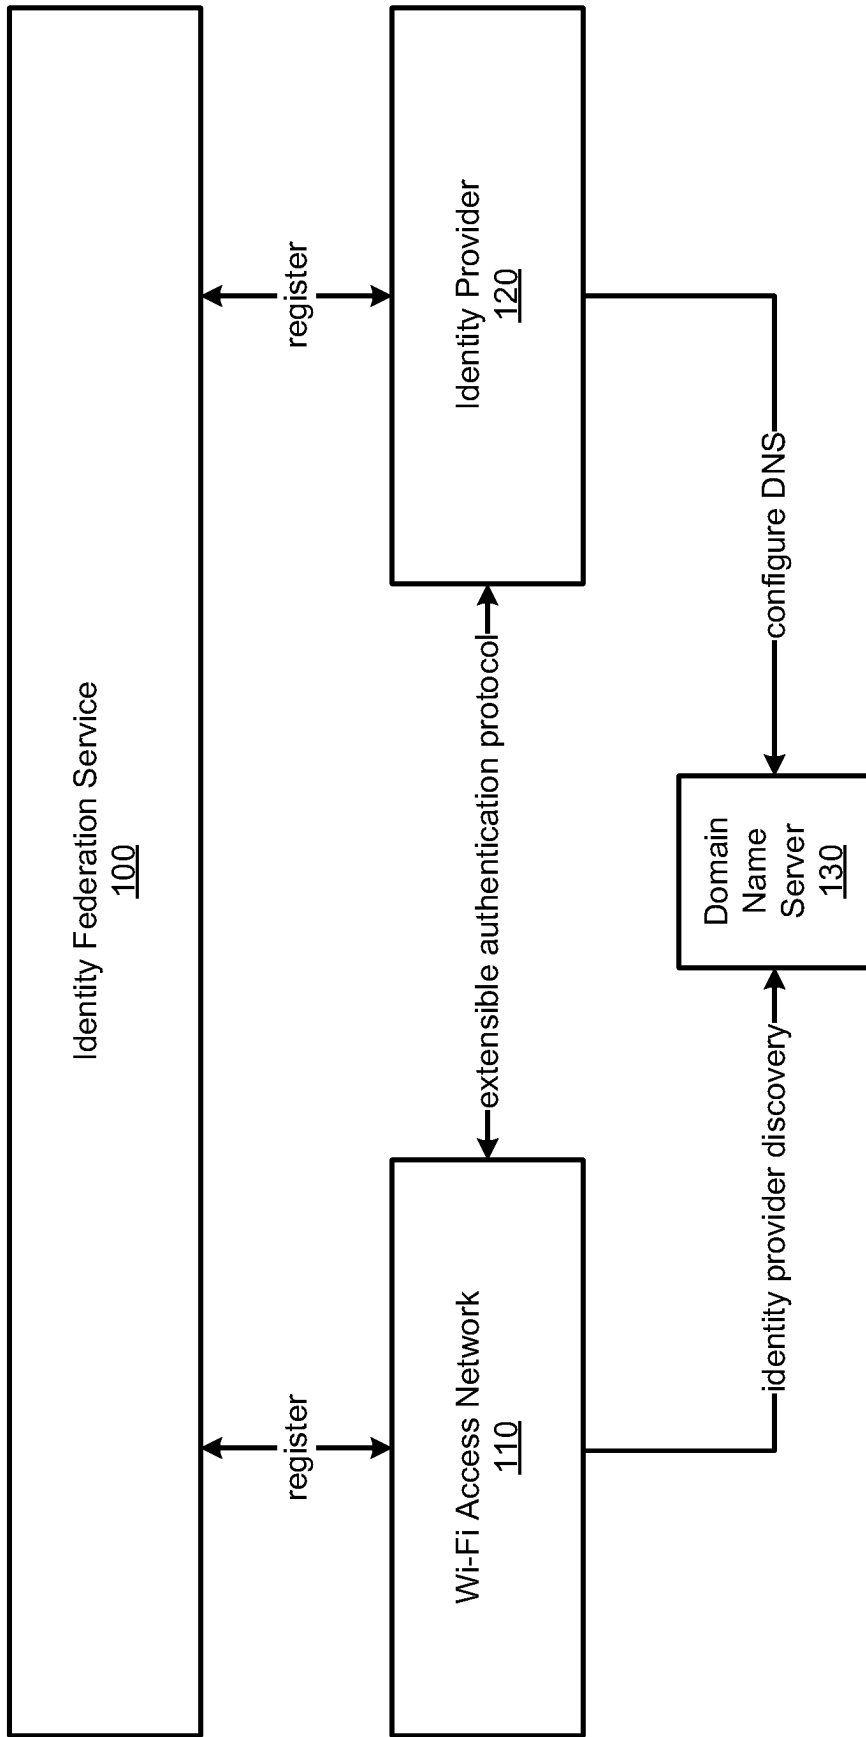 Identity Federation Service
100
register
register
Wi-Fi Access Network
110
extensible authentication protocol
Identity Provider
120
identity provider discovery
Domain
Name
Server
130
configure DNS